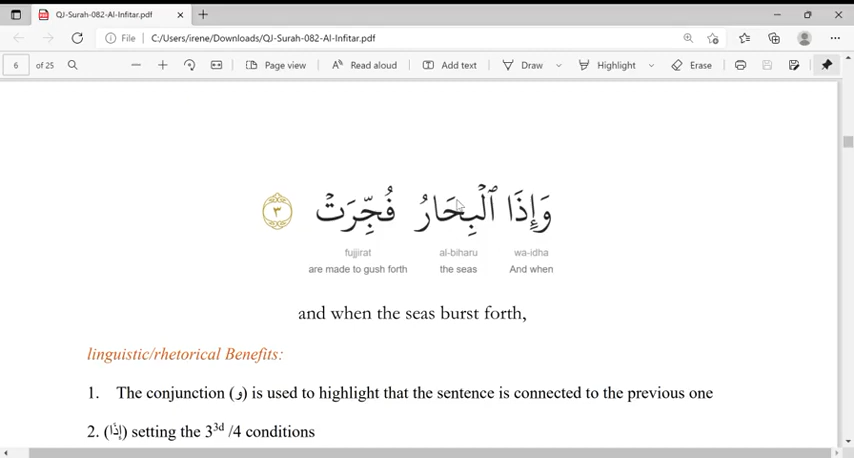 QJ-Surah-082-Al-Infitar.pdf
File C:/Users/irene/Downloads/QJ-Surah-082-Al-Infitar.pdf
6 of 25 Page view Read aloud Add text Draw Highlight Erase
وَإِذَا ٱلْبِحَارُ فُجِّرَتْ ٣
fujjirat al-biharu wa-idha
are made to gush forth the seas And when
and when the seas burst forth,
linguistic/rhetorical Benefits:
1. The conjunction (و) is used to highlight that the sentence is connected to the previous one
2. (إِذَا) setting the 3 3d /4 conditions